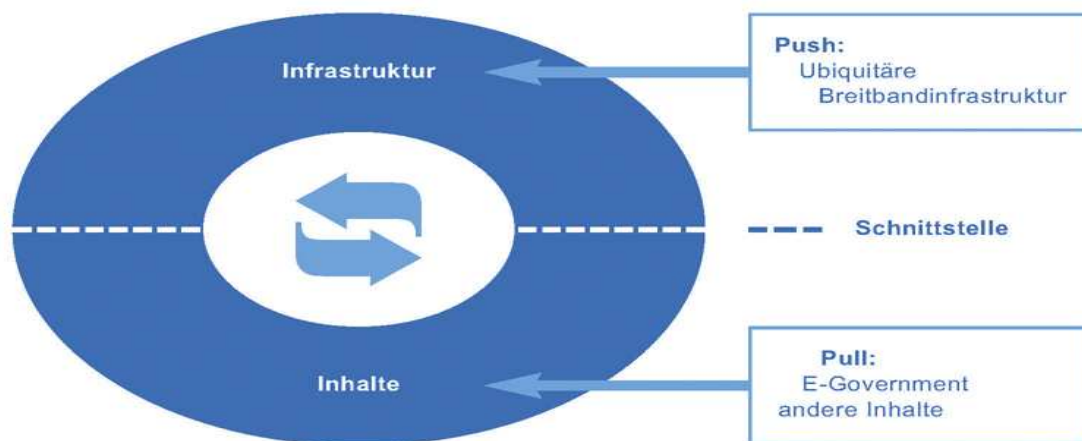 Infrastruktur
Push:
Ubiquitäre
Breitbandinfrastruktur
Schnittstelle
Inhalte
Pull:
E-Government
andere Inhalte